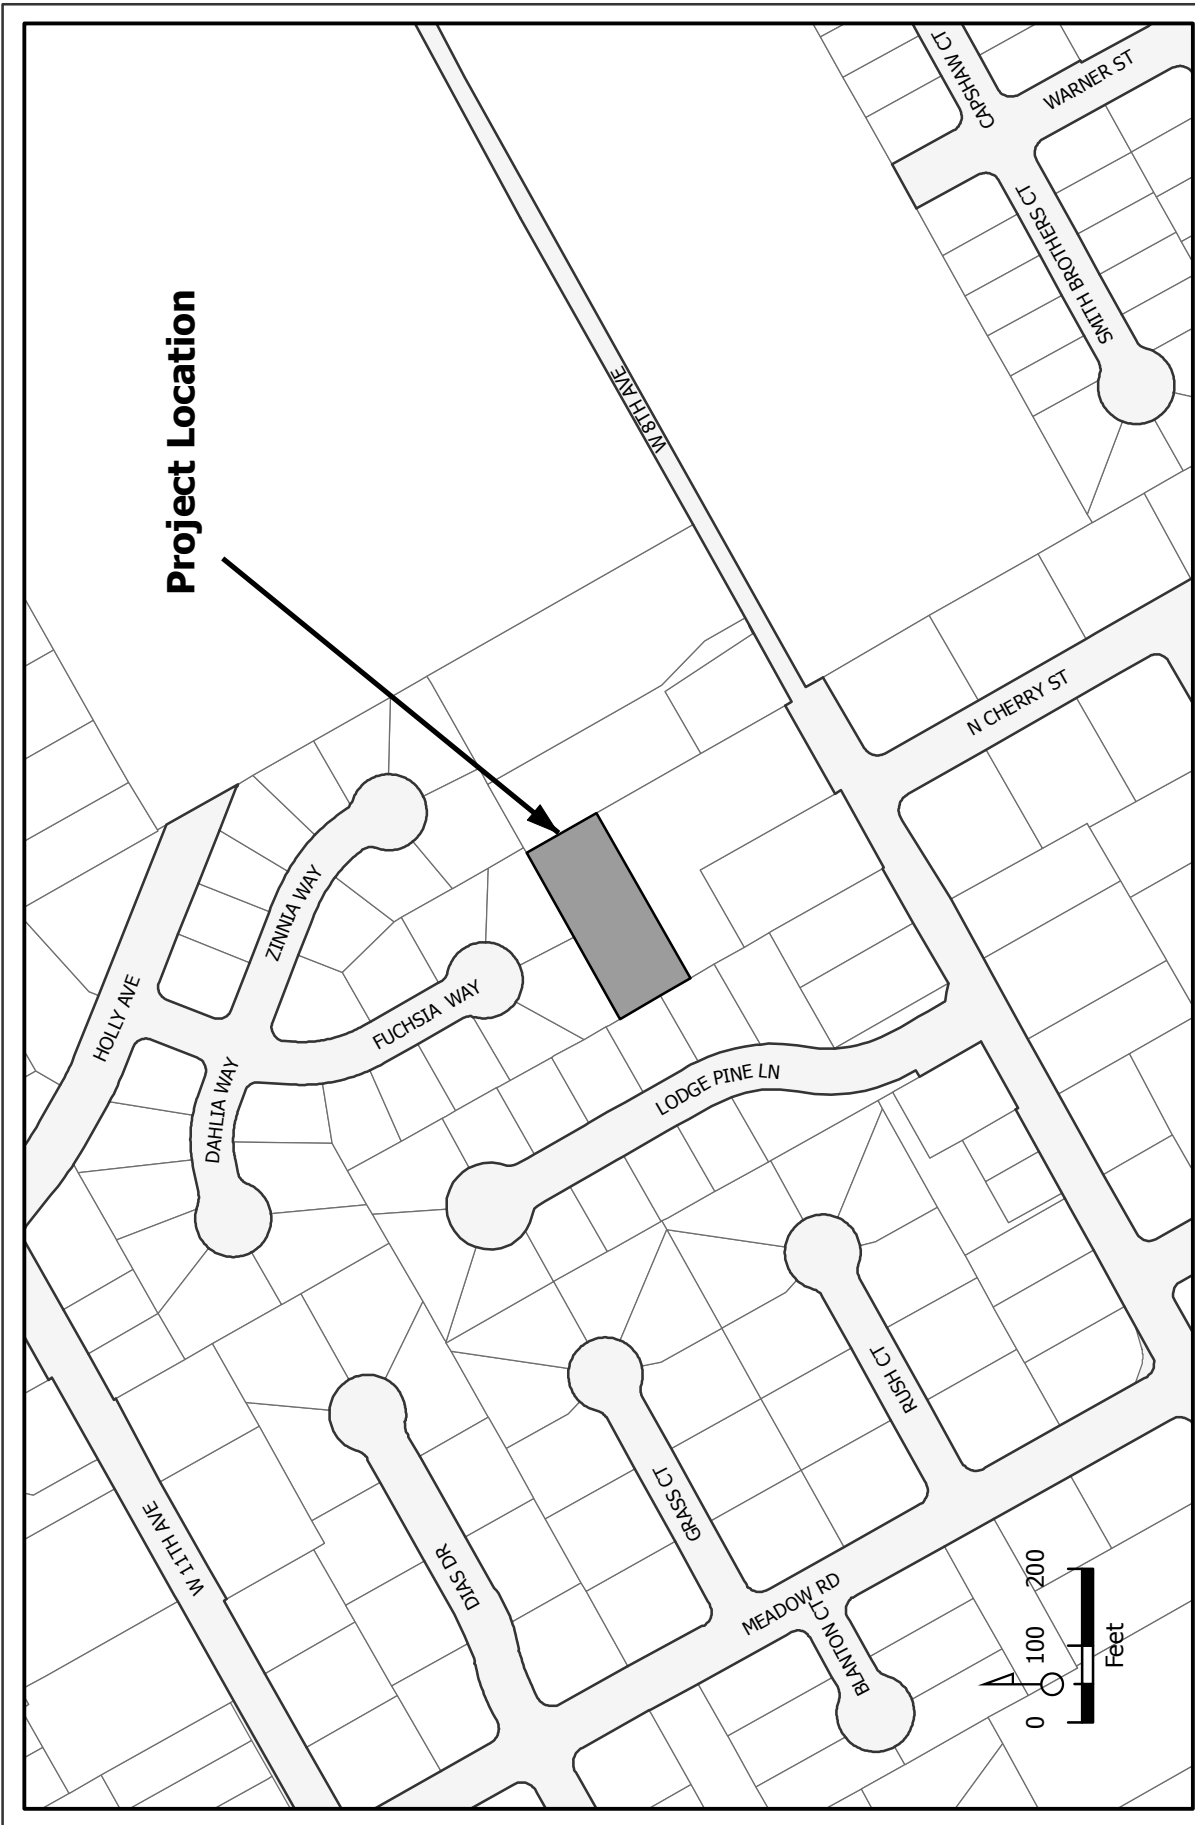 CAPSHAW CT
WARNER ST
SMITH BROTHERS CT
Project Location
W 8TH AVE
N CHERRY ST
ZINNIA WAY
HOLLY AVE
FUCHSIA WAY
DAHLIA WAY
LODGE PINE LN
RUSH CT
GRASS CT
W 11TH AVE
DIAS DR
MEADOW RD
BLANTON CT
0 100 200
Feet